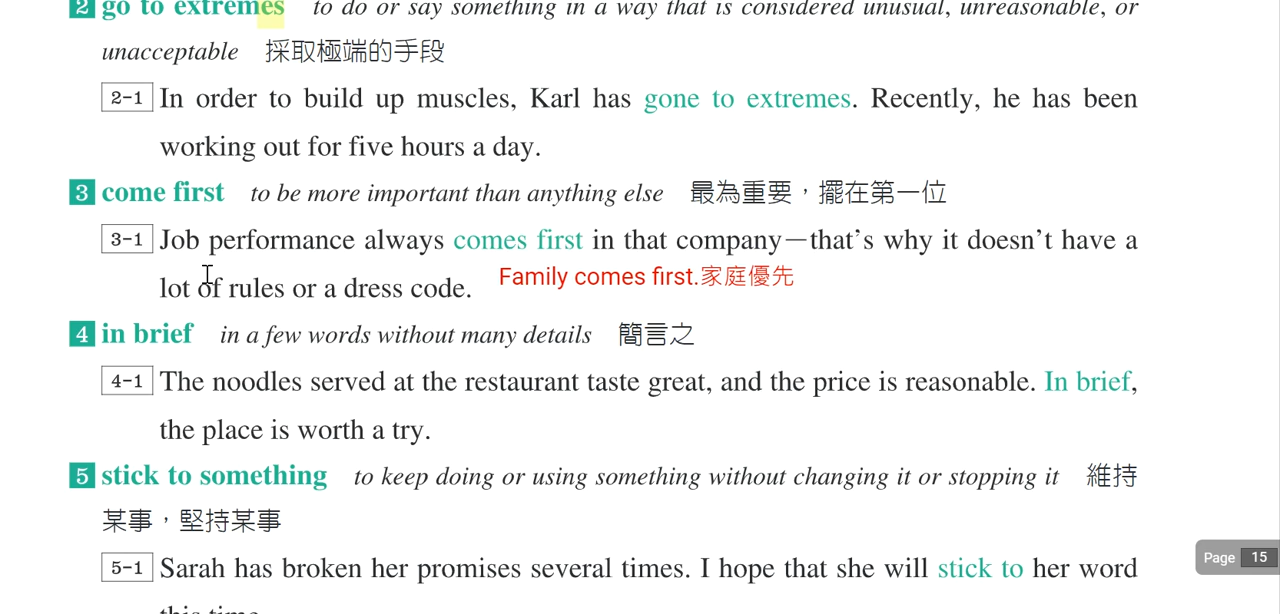 2 go to extremes to do or say something in a way that is considered unusual, unreasonable, or
unacceptable 採取極端的手段
2-1 In order to build up muscles, Karl has gone to extremes. Recently, he has been
working out for five hours a day.
3 come first to be more important than anything else 最為重要，擺在第一位
3-1 Job performance always comes first in that company—that's why it doesn't have a
lot of rules or a dress code.
Family comes first.家庭優先
4 in brief in a few words without many details 簡言之
4-1 The noodles served at the restaurant taste great, and the price is reasonable. In brief,
the place is worth a try.
5 stick to something to keep doing or using something without changing it or stopping it 維持
某事，堅持某事
Page 15
5-1 Sarah has broken her promises several times. I hope that she will stick to her word
this time.